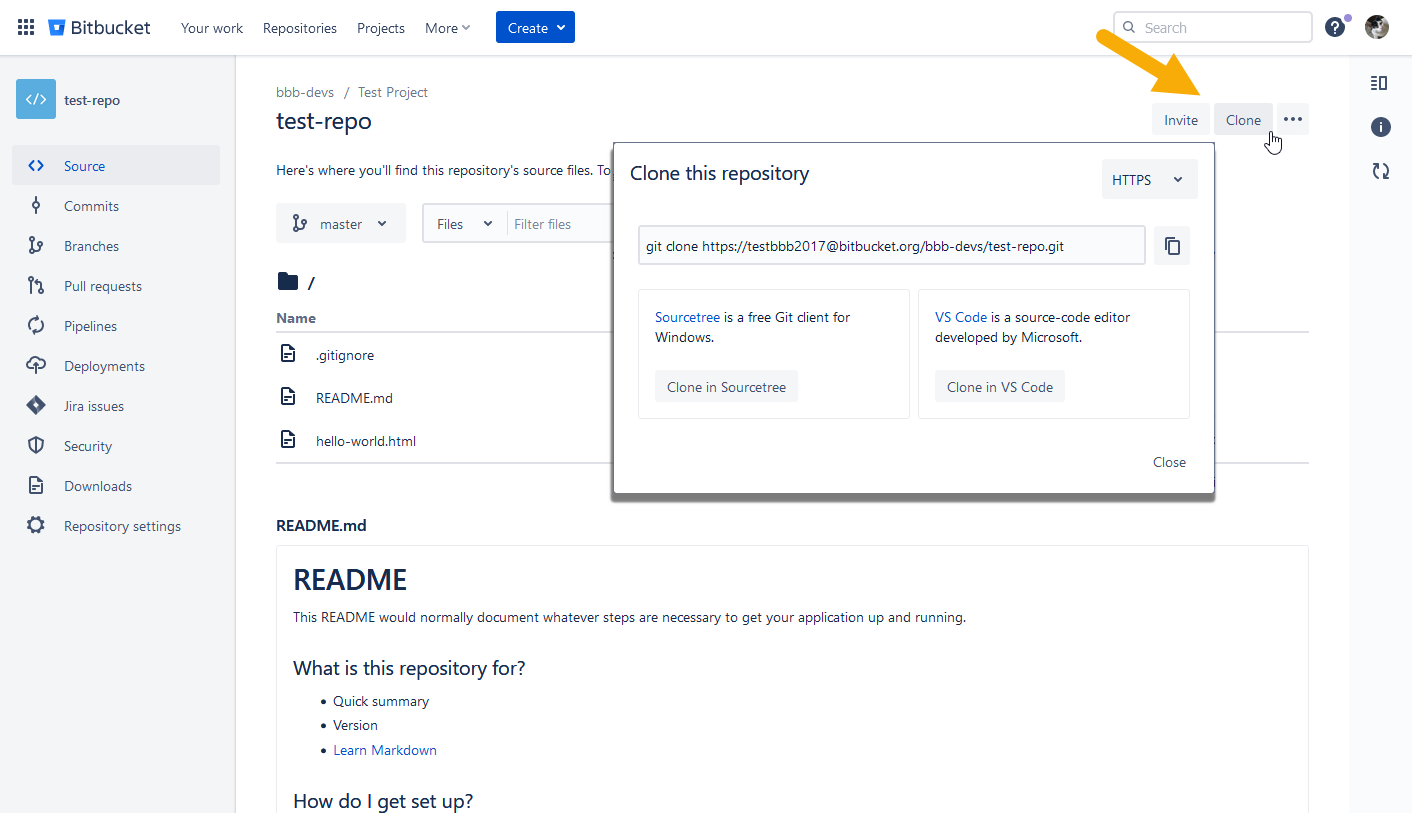 Bitbucket Your work Repositories Projects More Create Search
test-repo
Source
Commits
Branches
Pull requests
Pipelines
Deployments
Jira issues
Security
Downloads
Repository settings
bbb-devs / Test Project
test-repo
Invite Clone
Here's where you'll find this repository's source files. To
master Files Filter files
/
Name
.gitignore
README.md
hello-world.html
Clone this repository
HTTPS
git clone https://testbbb2017@bitbucket.org/bbb-devs/test-repo.git
Sourcetree is a free Git client for
Windows.
Clone in Sourcetree
VS Code is a source-code editor
developed by Microsoft.
Clone in VS Code
Close
README.md
README
This README would normally document whatever steps are necessary to get your application up and running.
What is this repository for?
• Quick summary
• Version
• Learn Markdown
How do I get set up?